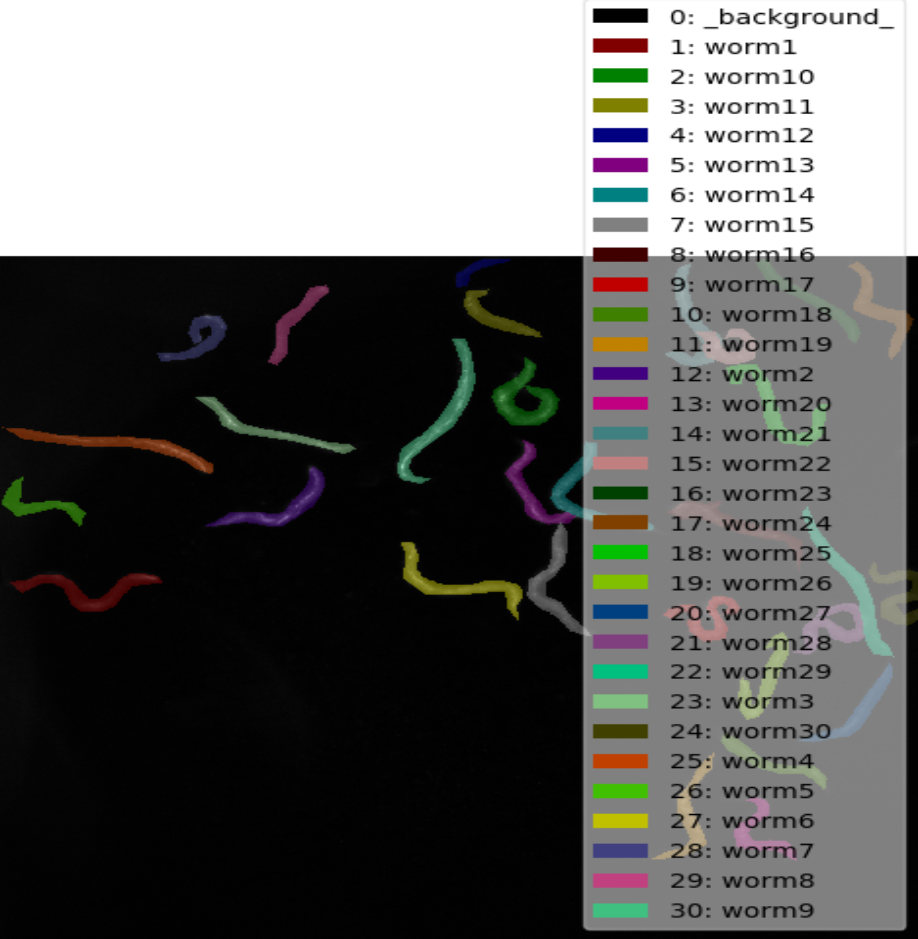 0: _background_
1: worm1
2: worm10
3: worm11
4: worm12
5: worm13
6: worm14
7: worm15
8: worm16
9: worm17
10: worm18
11: worm19
12: worm2
13: worm20
14: worm21
15: worm22
16: worm23
17: worm24
18: worm25
19: worm26
20: worm27
21: worm28
22: worm29
23: worm3
24: worm30
25: worm4
26: worm5
27: worm6
28: worm7
29: worm8
30: worm9